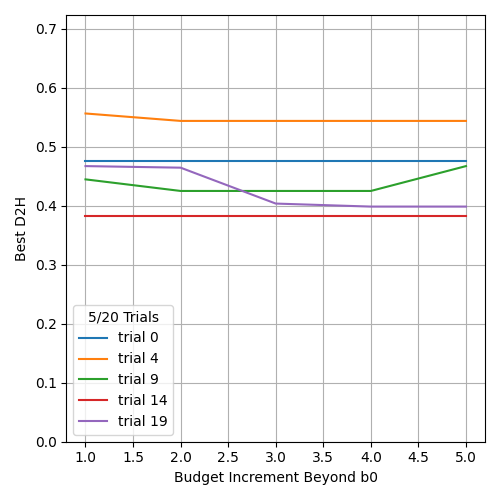 0.7
0.6
0.5
0.4
0.3
0.2
0.1
0.0
Best D2H
5/20 Trials
trial 0
trial 4
trial 9
trial 14
trial 19
1.0 1.5 2.0 2.5 3.0 3.5 4.0 4.5 5.0
Budget Increment Beyond b0